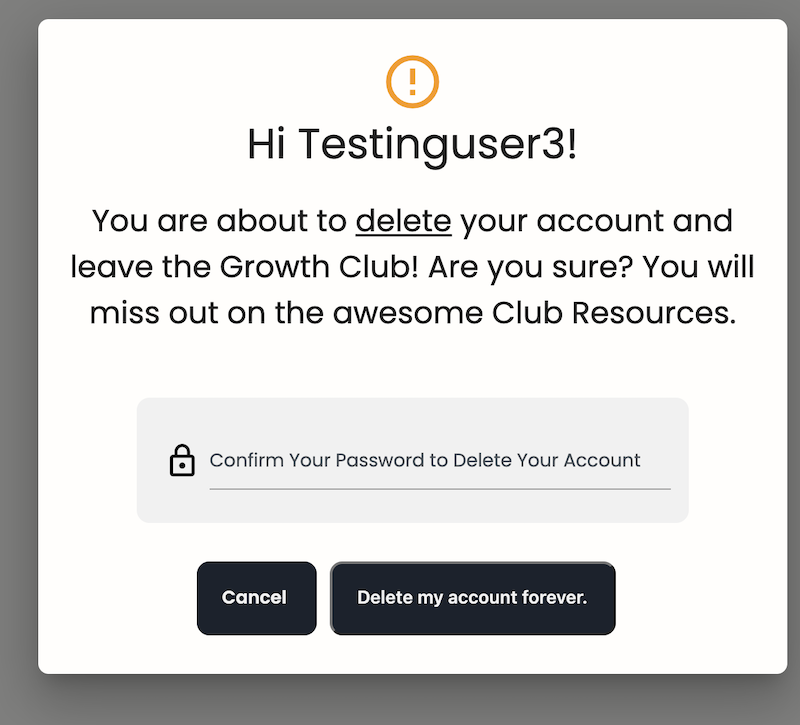 Hi Testinguser3!
You are about to delete your account and
leave the Growth Club! Are you sure? You will
miss out on the awesome Club Resources.
Confirm Your Password to Delete Your Account
Cancel
Delete my account forever.